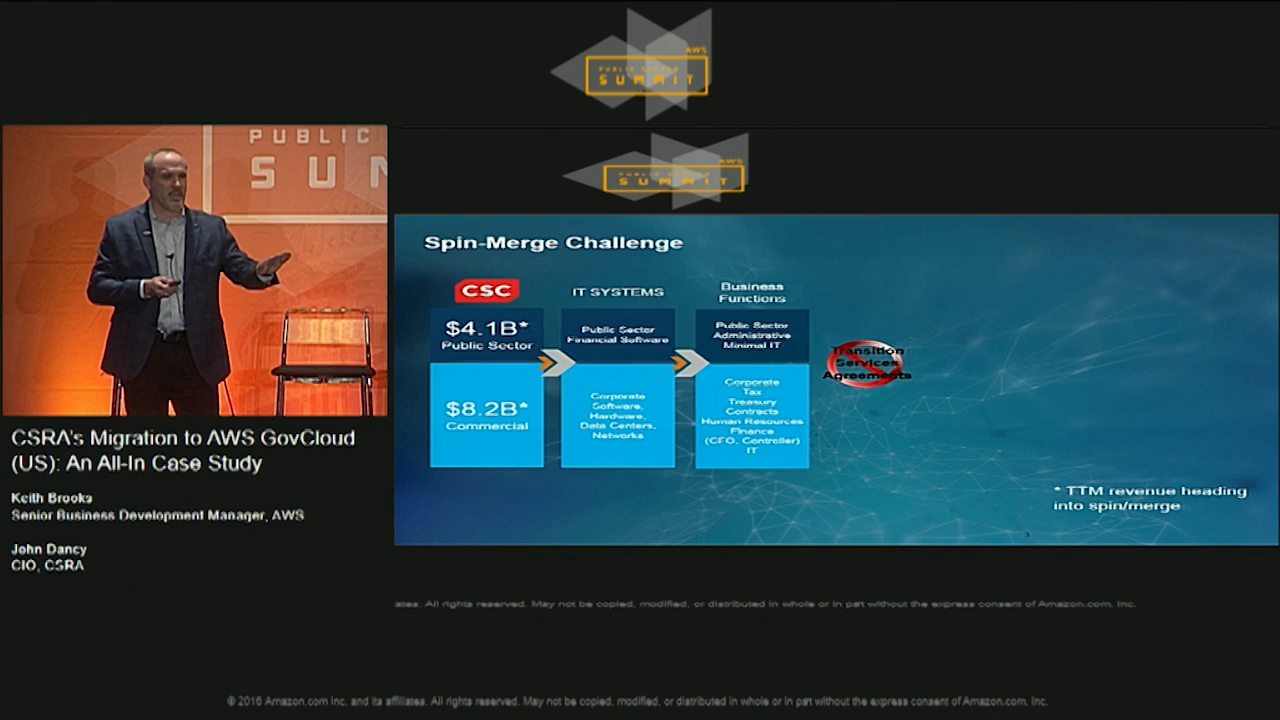 AWS
PUBLIC SECTOR
SUMMIT
AWS
PUBLIC SECTOR
SUMMIT
PUBLIC
SUM
CSRA's Migration to AWS GovCloud
(US): An All-In Case Study
Keith Brooks
Senior Business Development Manager, AWS
John Dancy
CIO, CSRA
Spin-Merge Challenge
CSC
IT SYSTEMS
Business
Functions
$4.1B*
Public Sector
Public Sector
Financial Software
Public Sector
Administrative
Minimal IT
Transition
Services
Agreements
$8.2B*
Commercial
Corporate
Software,
Hardware,
Data Centers,
Networks
Corporate
Tax
Treasury
Contracts
Human Resources
Finance
(CFO, Controller)
IT
* TTM revenue heading
into spin/merge
ates. All rights reserved. May not be copied, modified, or distributed in whole or in part without the express consent of Amazon.com, Inc.
© 2016 Amazon.com Inc. and its affiliates. All rights reserved. May not be copied, modified, or distributed in whole or in part without the express consent of Amazon.com, Inc.